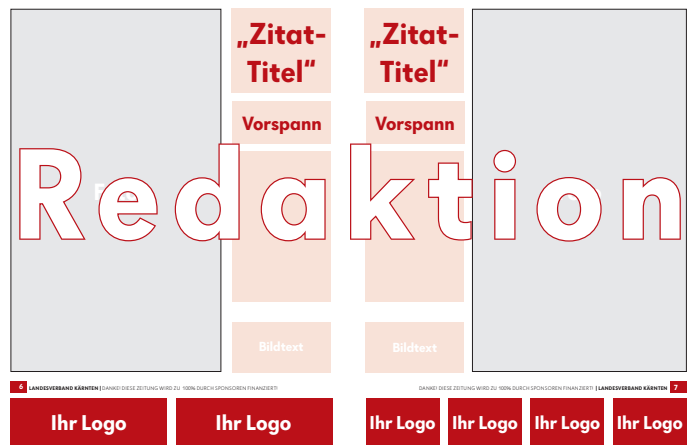 „Zitat-
Titel“
„Zitat-
Titel“
Vorspann
Vorspann
Redaktion
Bildtext
Bildtext
6 LANDESVERBAND KÄRNTEN | DANKE! DIESE ZEITUNG WIRD ZU 100% DURCH SPONSOREN FINANZIERT!
DANKE! DIESE ZEITUNG WIRD ZU 100% DURCH SPONSOREN FINANZIERT! | LANDESVERBAND KÄRNTEN 7
Ihr Logo
Ihr Logo
Ihr Logo
Ihr Logo
Ihr Logo
Ihr Logo